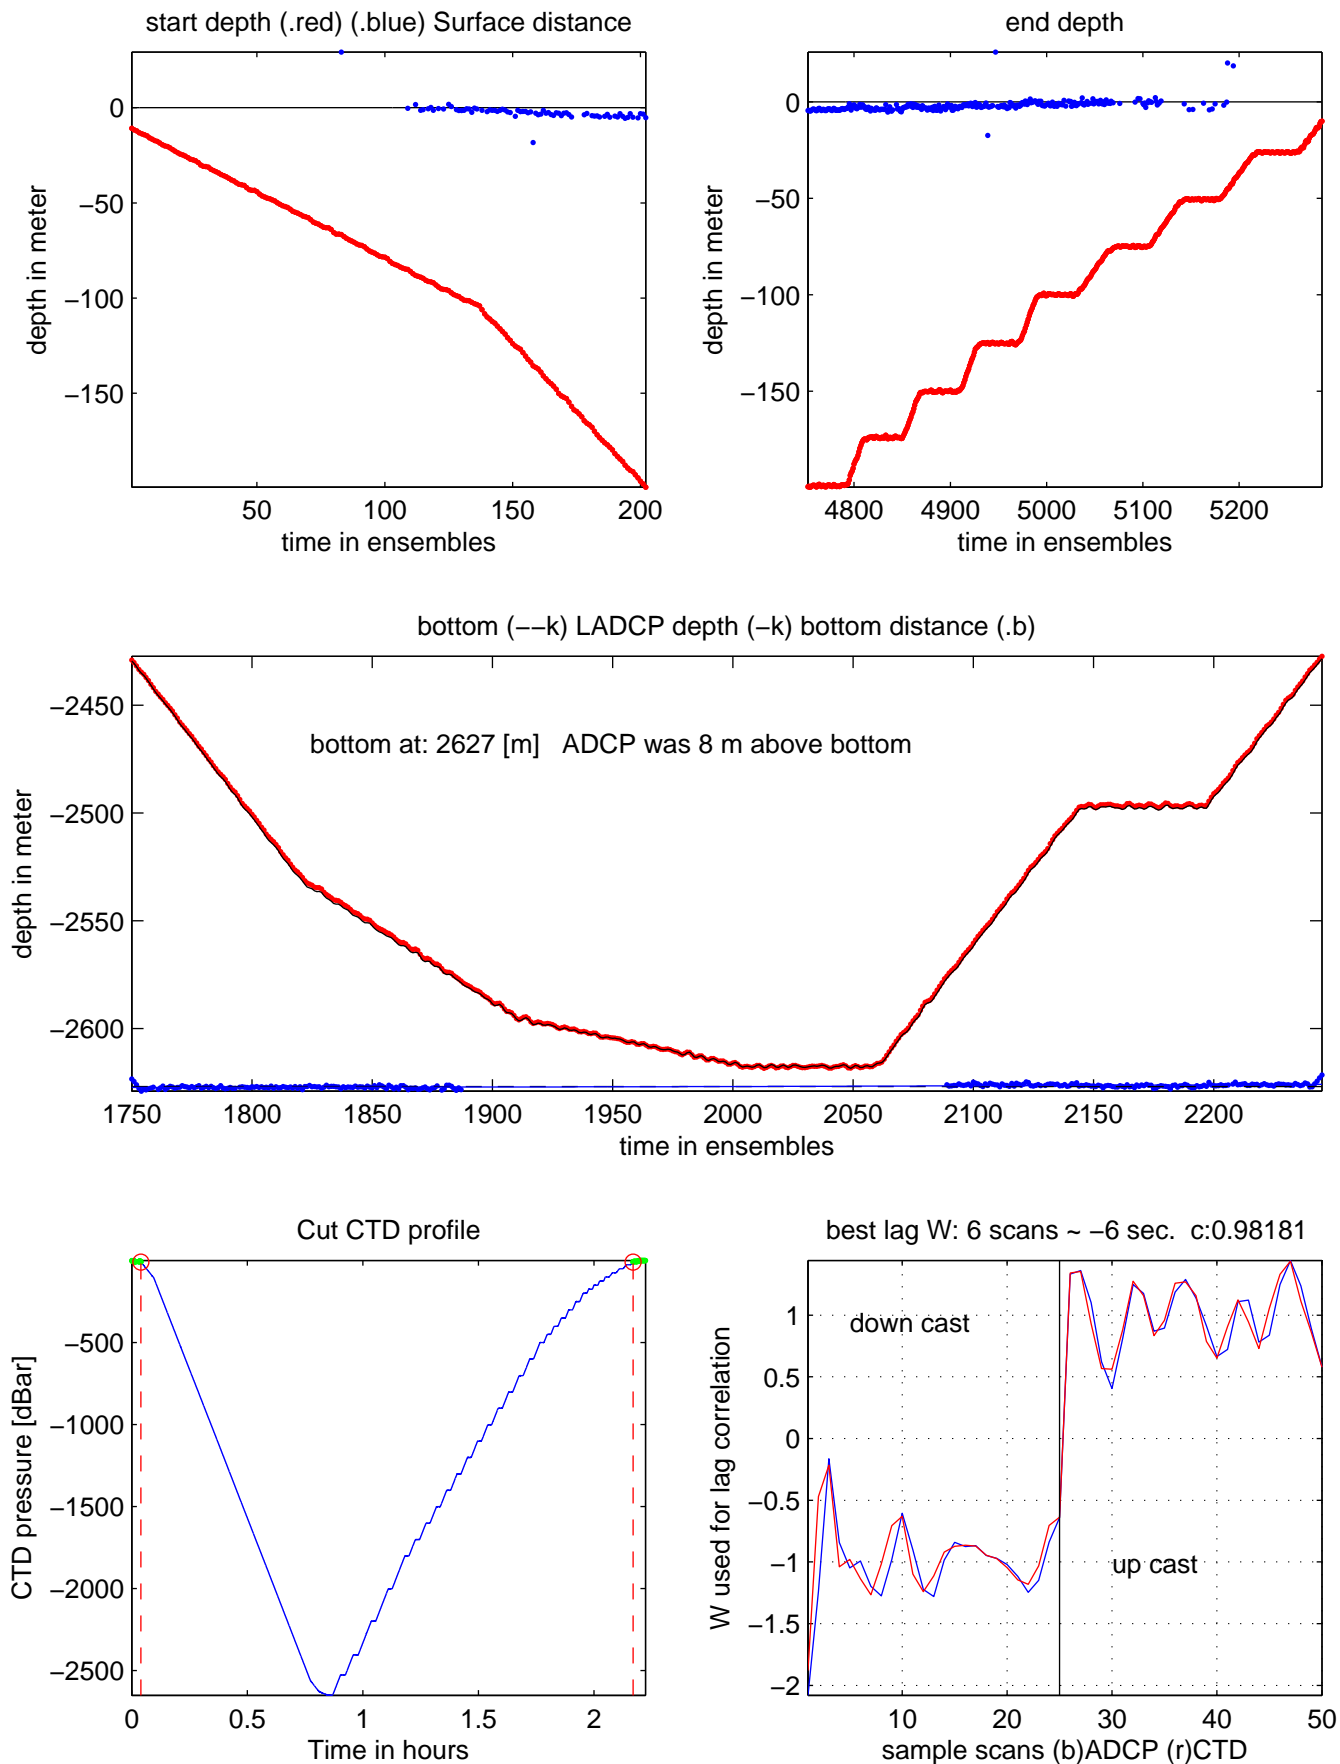 start depth (.red) (.blue) Surface distance
0
−50
−100
−150
depth in meter
50 100 150 200
time in ensembles
end depth
0
−50
−100
−150
depth in meter
4800 4900 5000 5100 5200
time in ensembles
bottom (−−k) LADCP depth (−k) bottom distance (.b)
−2450
−2500
−2550
−2600
depth in meter
bottom at: 2627 [m] ADCP was 8 m above bottom
1750 1800 1850 1900 1950 2000 2050 2100 2150 2200
time in ensembles
Cut CTD profile
−500
−1000
−1500
−2000
−2500
CTD pressure [dBar]
0 0.5 1 1.5 2
Time in hours
best lag W: 6 scans ~ −6 sec. c:0.98181
1
0.5
0
−0.5
−1
−1.5
−2
W used for lag correlation
down cast
up cast
10 20 30 40 50
sample scans (b)ADCP (r)CTD